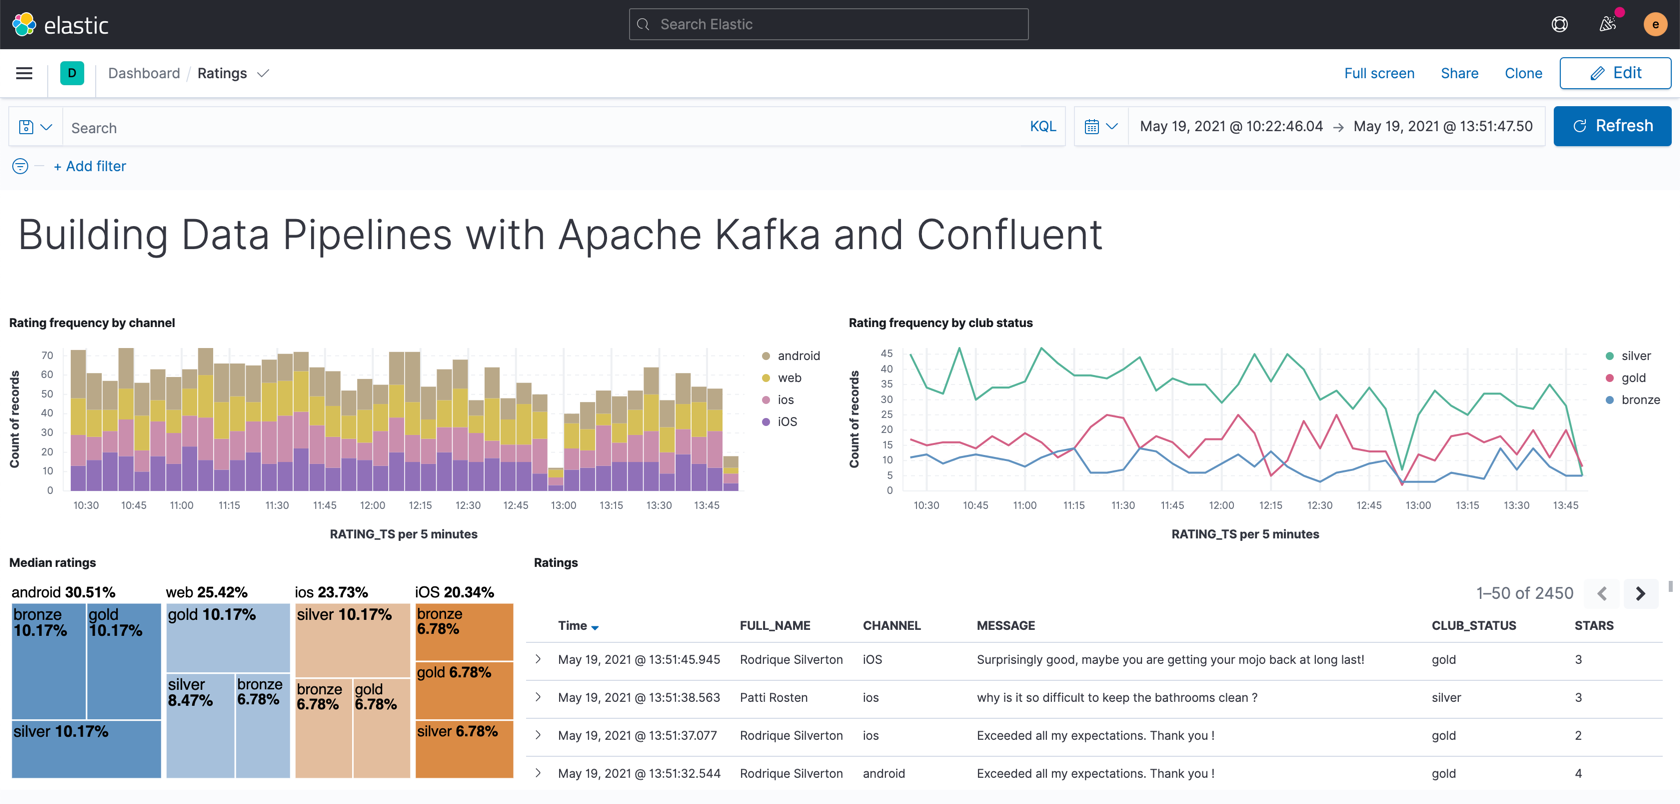 elastic
Search Elastic
e
D
Dashboard / Ratings
Full screen
Share
Clone
Edit
Search
KQL
May 19, 2021 @ 10:22:46.04 → May 19, 2021 @ 13:51:47.50
Refresh
+ Add filter
Building Data Pipelines with Apache Kafka and Confluent
Rating frequency by channel
Count of records
70
60
50
40
30
20
10
0
10:30 10:45 11:00 11:15 11:30 11:45 12:00 12:15 12:30 12:45 13:00 13:15 13:30 13:45
RATING_TS per 5 minutes
android
web
ios
iOS
Rating frequency by club status
Count of records
45
40
35
30
25
20
15
10
5
0
10:30 10:45 11:00 11:15 11:30 11:45 12:00 12:15 12:30 12:45 13:00 13:15 13:30 13:45
RATING_TS per 5 minutes
silver
gold
bronze
Median ratings
android 30.51%
bronze
10.17%
gold
10.17%
silver 10.17%
web 25.42%
gold 10.17%
silver
8.47%
bronze
6.78%
ios 23.73%
silver 10.17%
bronze
6.78%
gold
6.78%
iOS 20.34%
bronze
6.78%
gold 6.78%
silver 6.78%
Ratings
1–50 of 2450
Time FULL_NAME CHANNEL MESSAGE CLUB_STATUS STARS
May 19, 2021 @ 13:51:45.945 Rodrique Silverton iOS Surprisingly good, maybe you are getting your mojo back at long last! gold 3
May 19, 2021 @ 13:51:38.563 Patti Rosten ios why is it so difficult to keep the bathrooms clean ? silver 3
May 19, 2021 @ 13:51:37.077 Rodrique Silverton ios Exceeded all my expectations. Thank you ! gold 2
May 19, 2021 @ 13:51:32.544 Rodrique Silverton android Exceeded all my expectations. Thank you ! gold 4